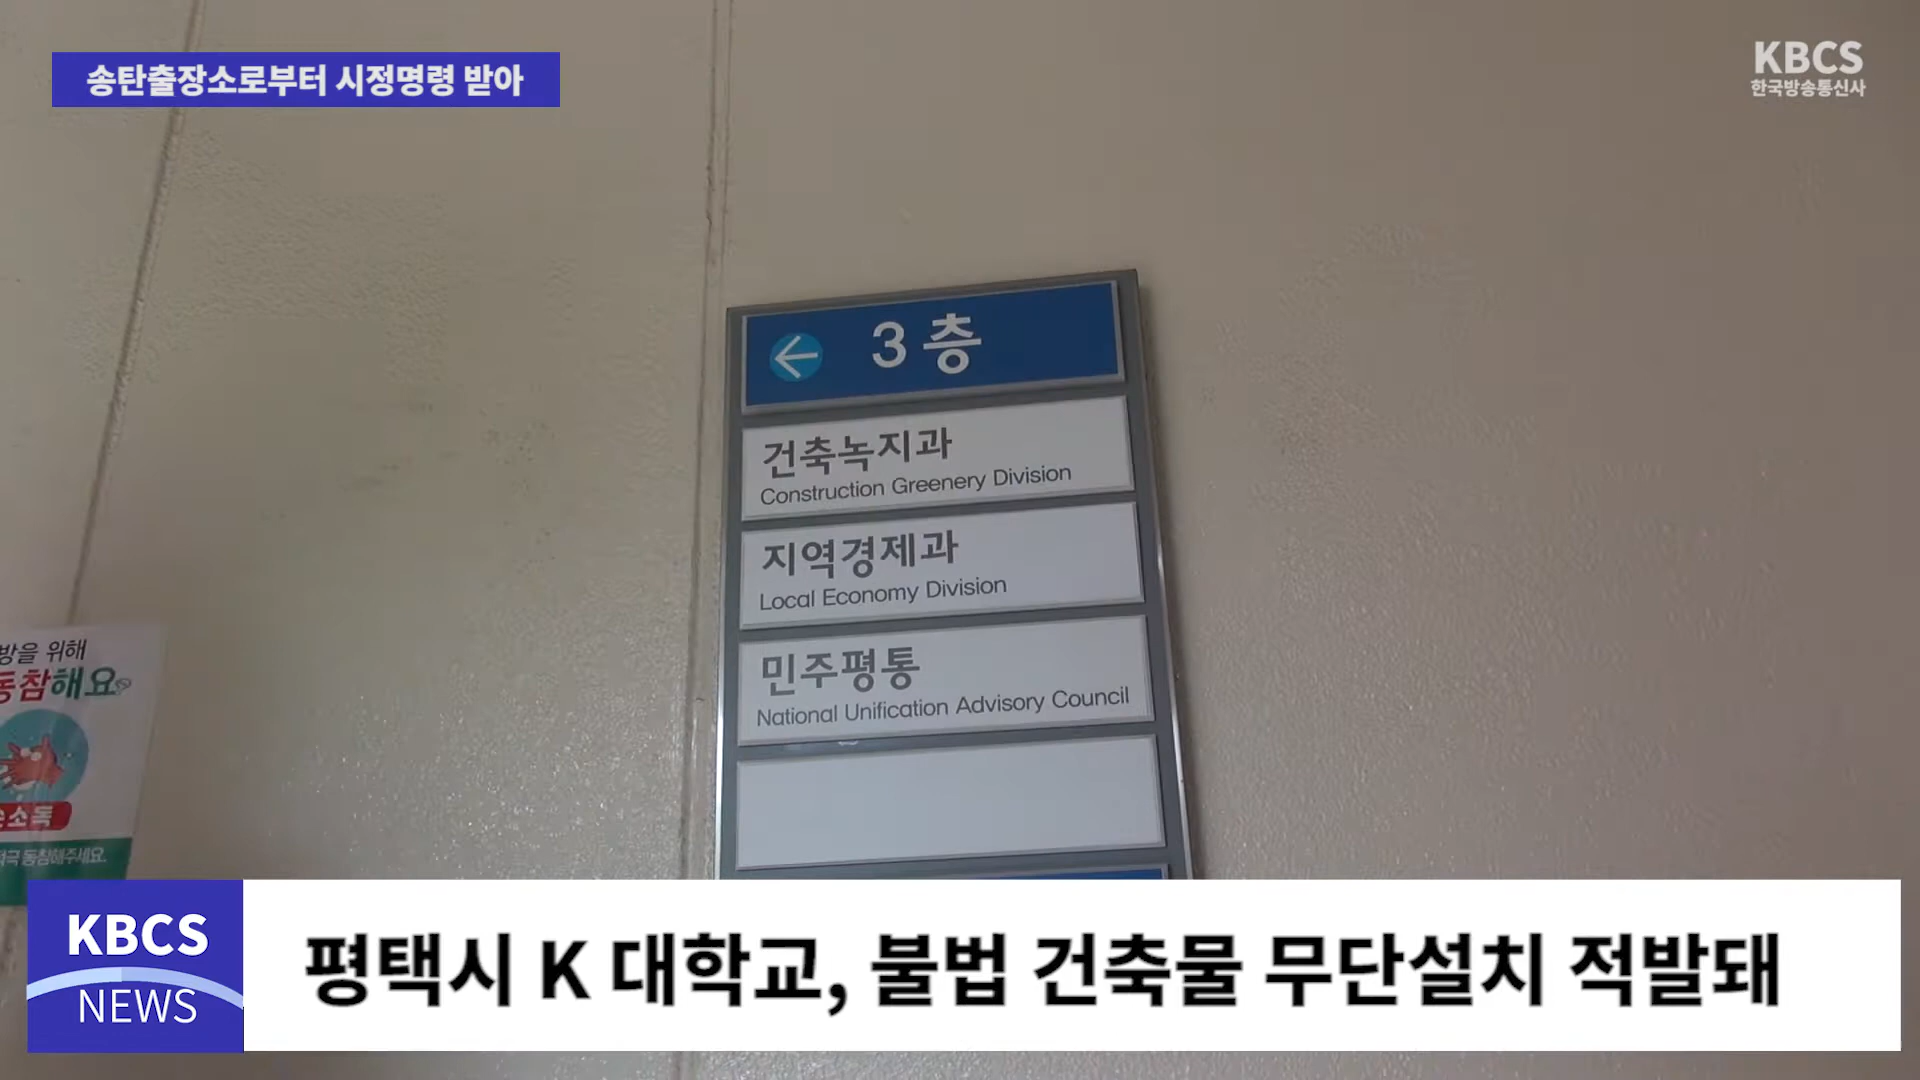 송탄출장소로부터 시정명령 받아
KBCS
한국방송통신사
3층
건축녹지과
Construction Greenery Division
지역경제과
Local Economy Division
민주평통
National Unification Advisory Council
방을 위해
동참해요
손소독
적극 동참해주세요.
KBCS
NEWS
평택시 K 대학교, 불법 건축물 무단설치 적발돼